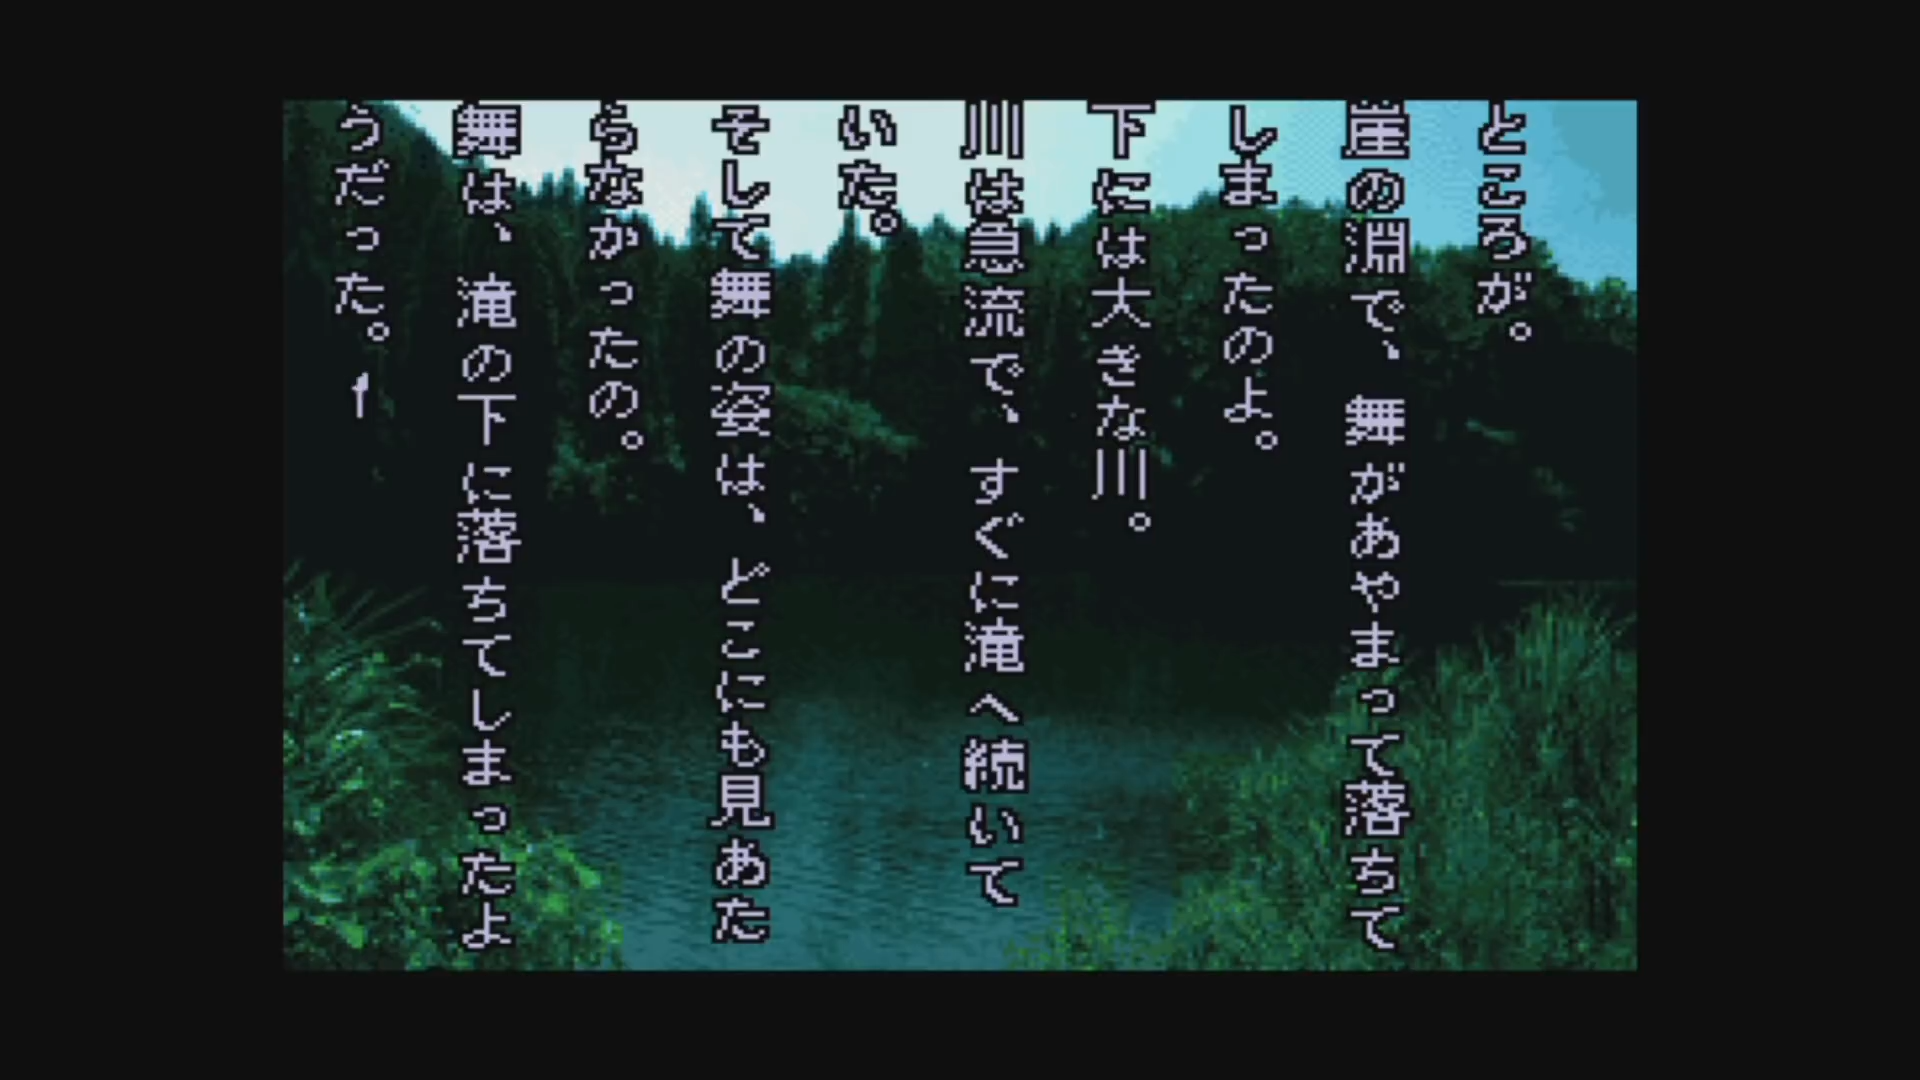 ところが。
崖の淵で、舞があやまって落ちて
しまったのよ。
下には大きな川。
川は急流で、すぐに滝へ続いて
いた。
そして舞の姿は、どこにも見あた
らなかったの。
舞は、滝の下に落ちてしまったよ
うだった。